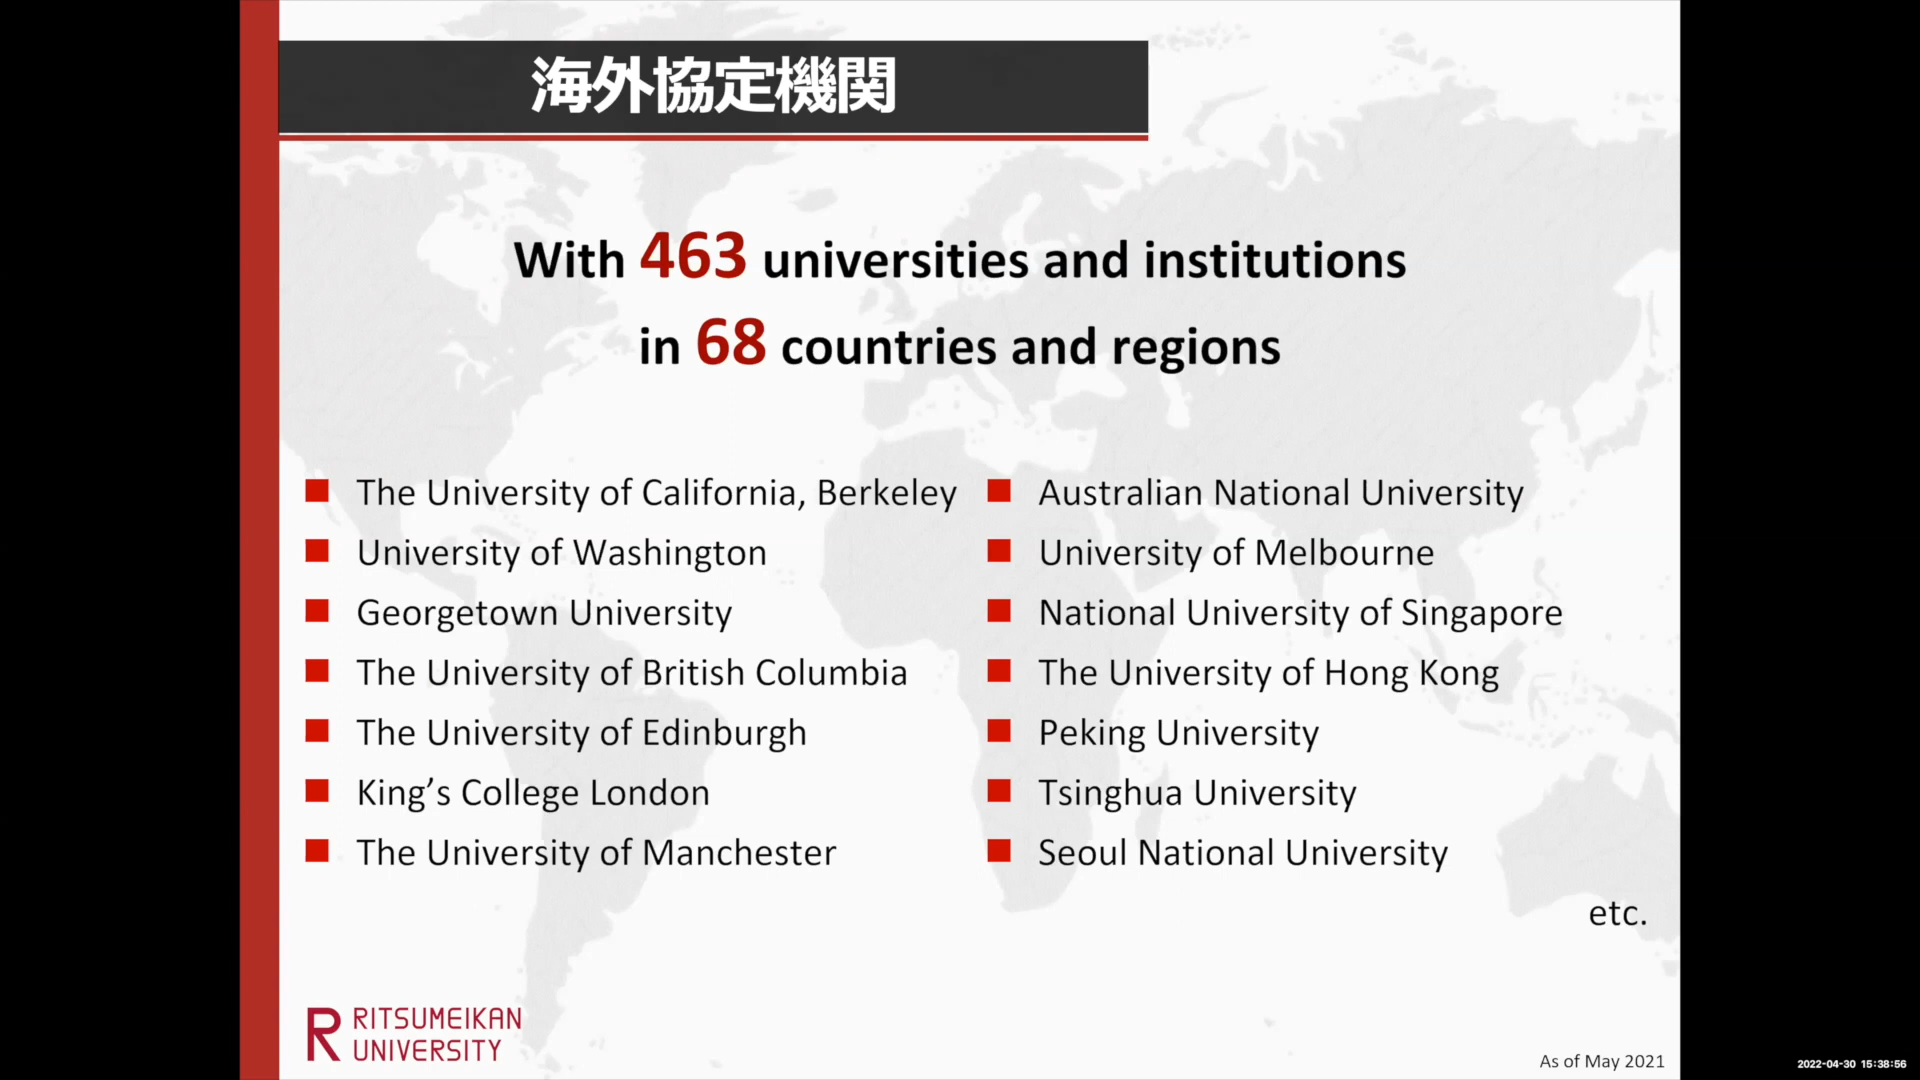 海外協定機関
With 463 universities and institutions
in 68 countries and regions
The University of California, Berkeley
University of Washington
Georgetown University
The University of British Columbia
The University of Edinburgh
King’s College London
The University of Manchester
Australian National University
University of Melbourne
National University of Singapore
The University of Hong Kong
Peking University
Tsinghua University
Seoul National University
etc.
R RITSUMEIKAN
UNIVERSITY
As of May 2021
2022-04-30 15:38:56